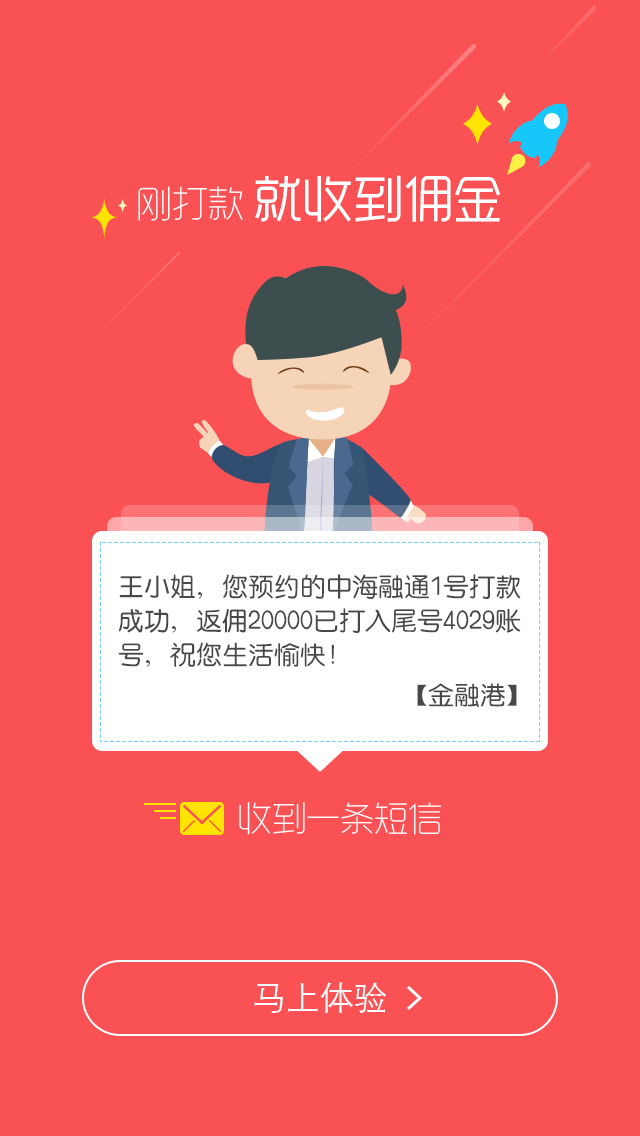 刚打款 就收到佣金
王小姐，您预约的中海融通1号打款
成功，返佣20000已打入尾号4029账
号，祝您生活愉快！
【金融港】
收到一条短信
马上体验